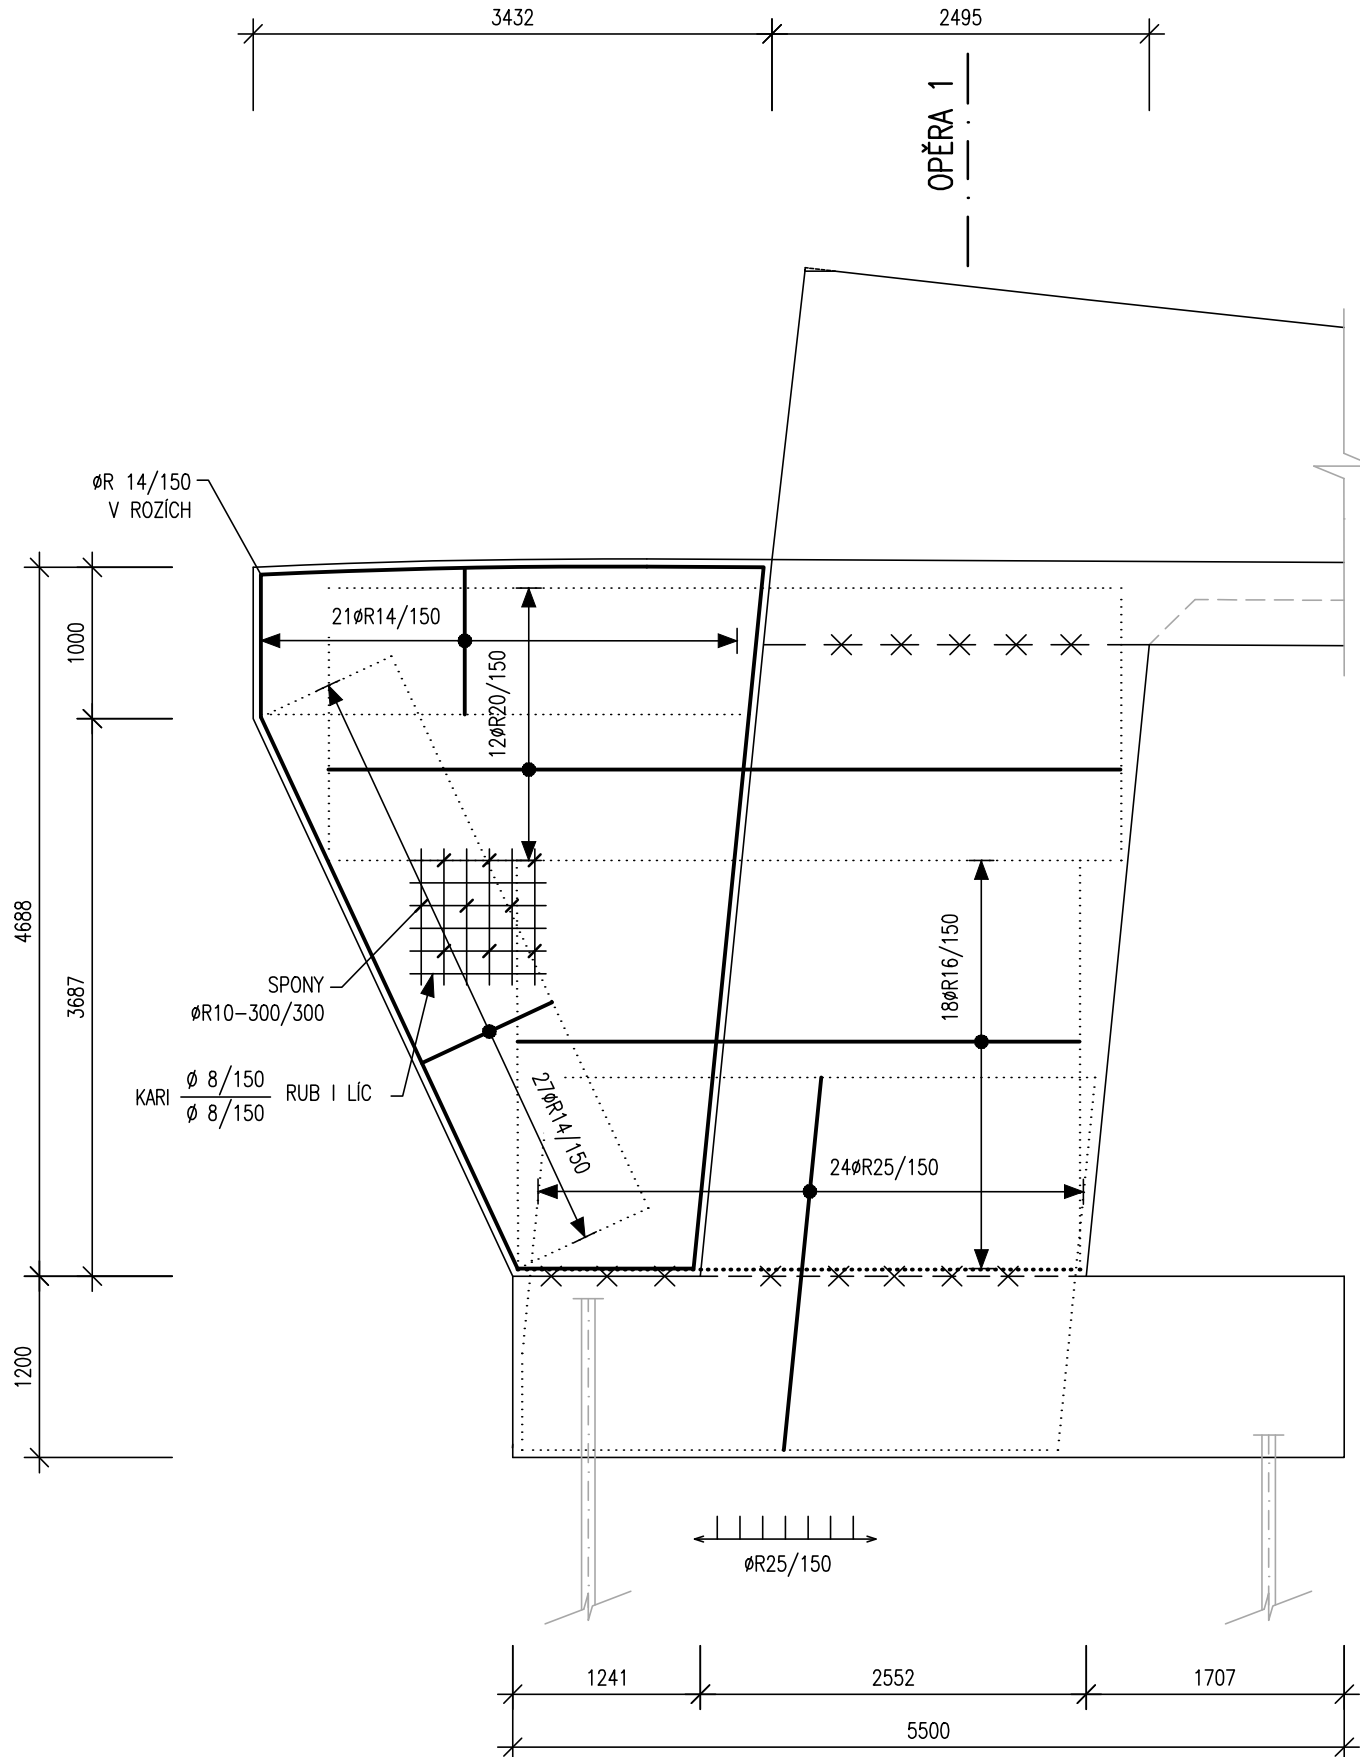 3432
2495
OPĚRA 1
øR 14/150
V ROZÍCH
21øR14/150
1000
12øR20/150
4688
3687
18øR16/150
SPONY
øR10-300/300
KARI Ø 8/150 RUB I LÍC
Ø 8/150
27øR14/150
24øR25/150
1200
øR25/150
1241
2552
1707
5500